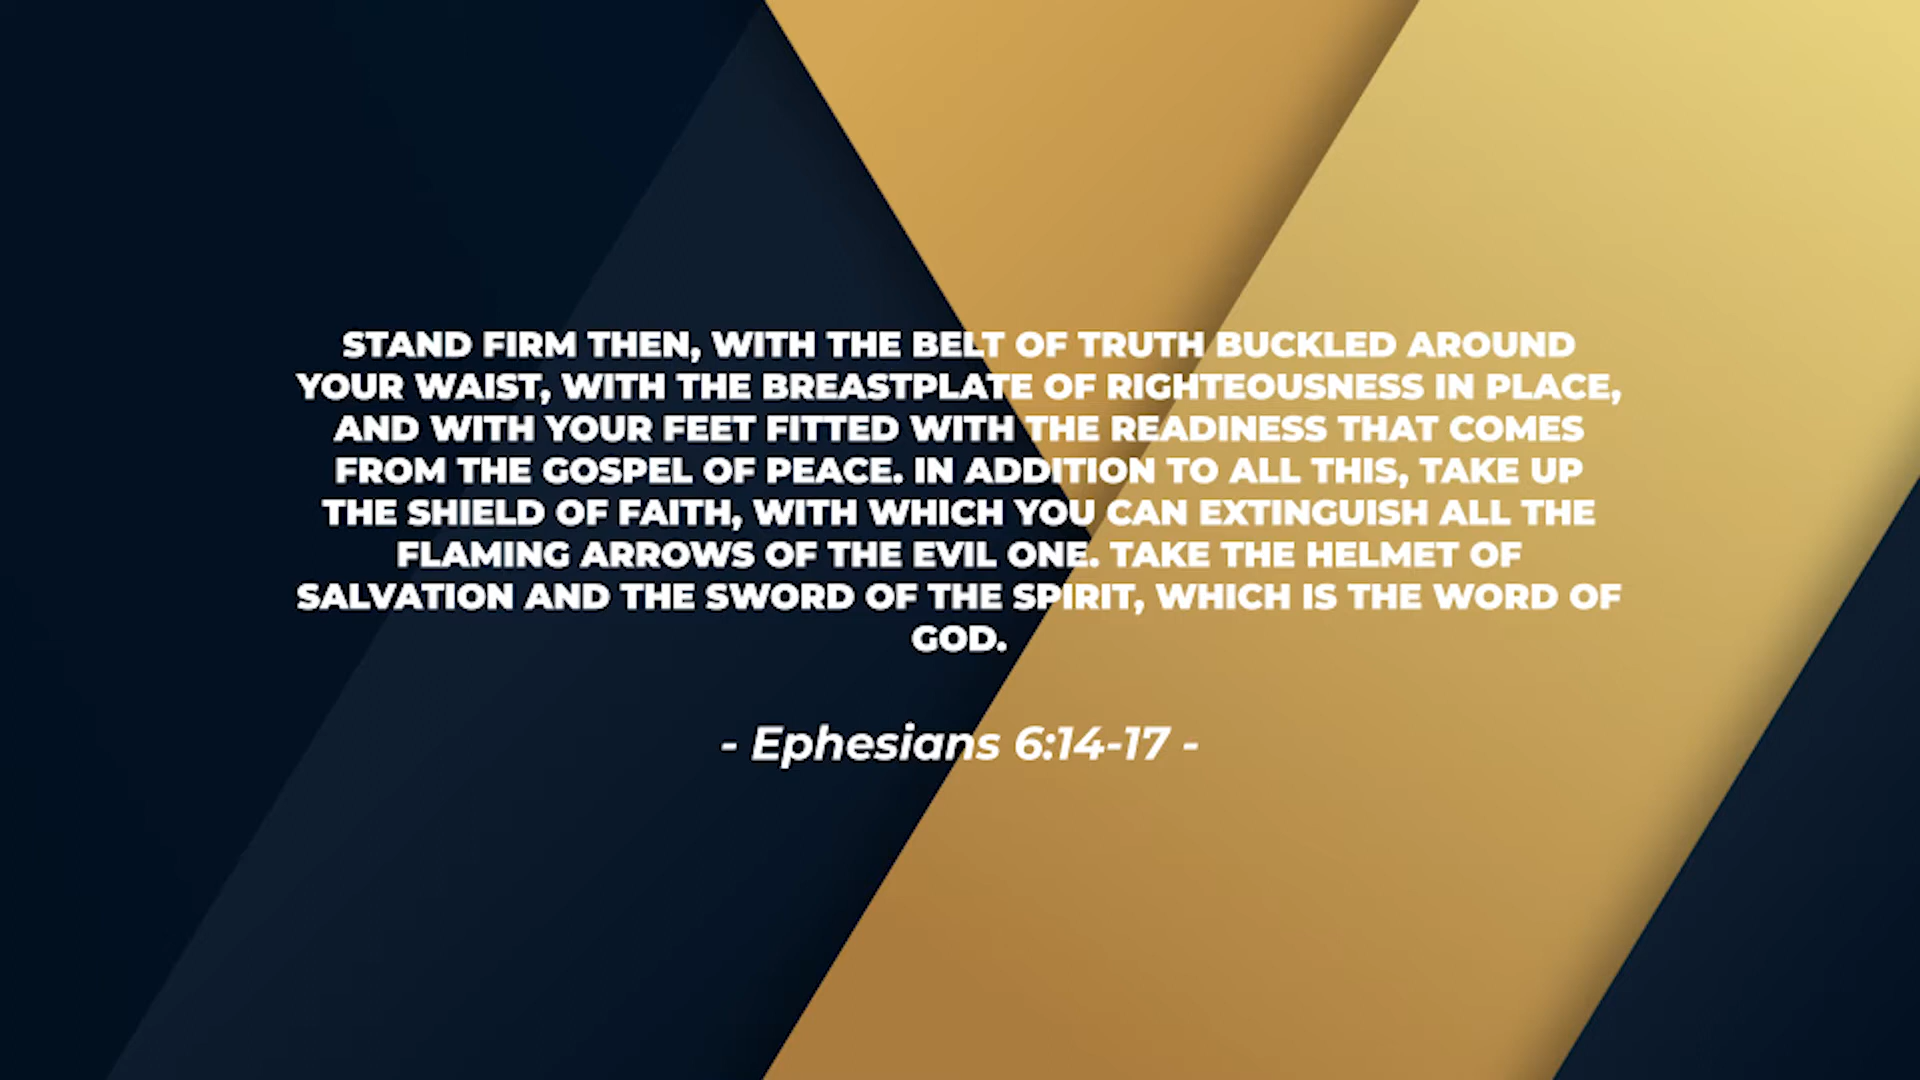 STAND FIRM THEN, WITH THE BELT OF TRUTH BUCKLED AROUND
YOUR WAIST, WITH THE BREASTPLATE OF RIGHTEOUSNESS IN PLACE,
AND WITH YOUR FEET FITTED WITH THE READINESS THAT COMES
FROM THE GOSPEL OF PEACE. IN ADDITION TO ALL THIS, TAKE UP
THE SHIELD OF FAITH, WITH WHICH YOU CAN EXTINGUISH ALL THE
FLAMING ARROWS OF THE EVIL ONE. TAKE THE HELMET OF
SALVATION AND THE SWORD OF THE SPIRIT, WHICH IS THE WORD OF
GOD.
- Ephesians 6:14-17 -